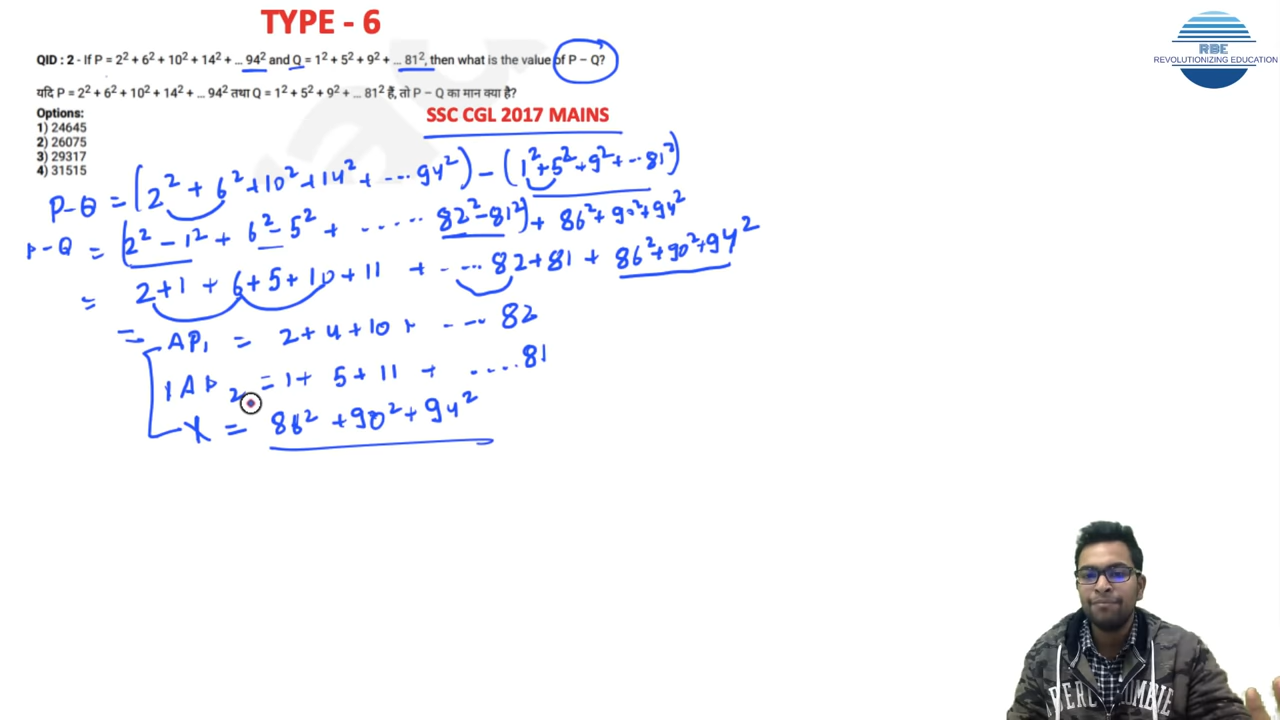 TYPE - 6
RBE
REVOLUTIONIZING EDUCATION
QID : 2 - If P = 2² + 6² + 10² + 14² + ... 94² and Q = 1² + 5² + 9² + ... 81², then what is the value of P – Q?
यदि P = 2² + 6² + 10² + 14² + ... 94² तथा Q = 1² + 5² + 9² + ... 81² हैं, तो P - Q का मान क्या है?
Options:
1) 24645
2) 26075
3) 29317
4) 31515
SSC CGL 2017 MAINS
P-Q = (2² + 6² + 10² + 14² + ... 94²) - (1² + 5² + 9² + ... 81²)
P-Q = (2² - 1² + 6² - 5² + ...... 82² - 81²) + 86² + 90² + 94²
= 2+1 + 6+5+10+11 + ..... 82+81 + 86²+90²+94²
= AP₁ = 2+4+10+ .... 82
AP₂ = 1+ 5+11 + .....81
X = 86² +90²+94²